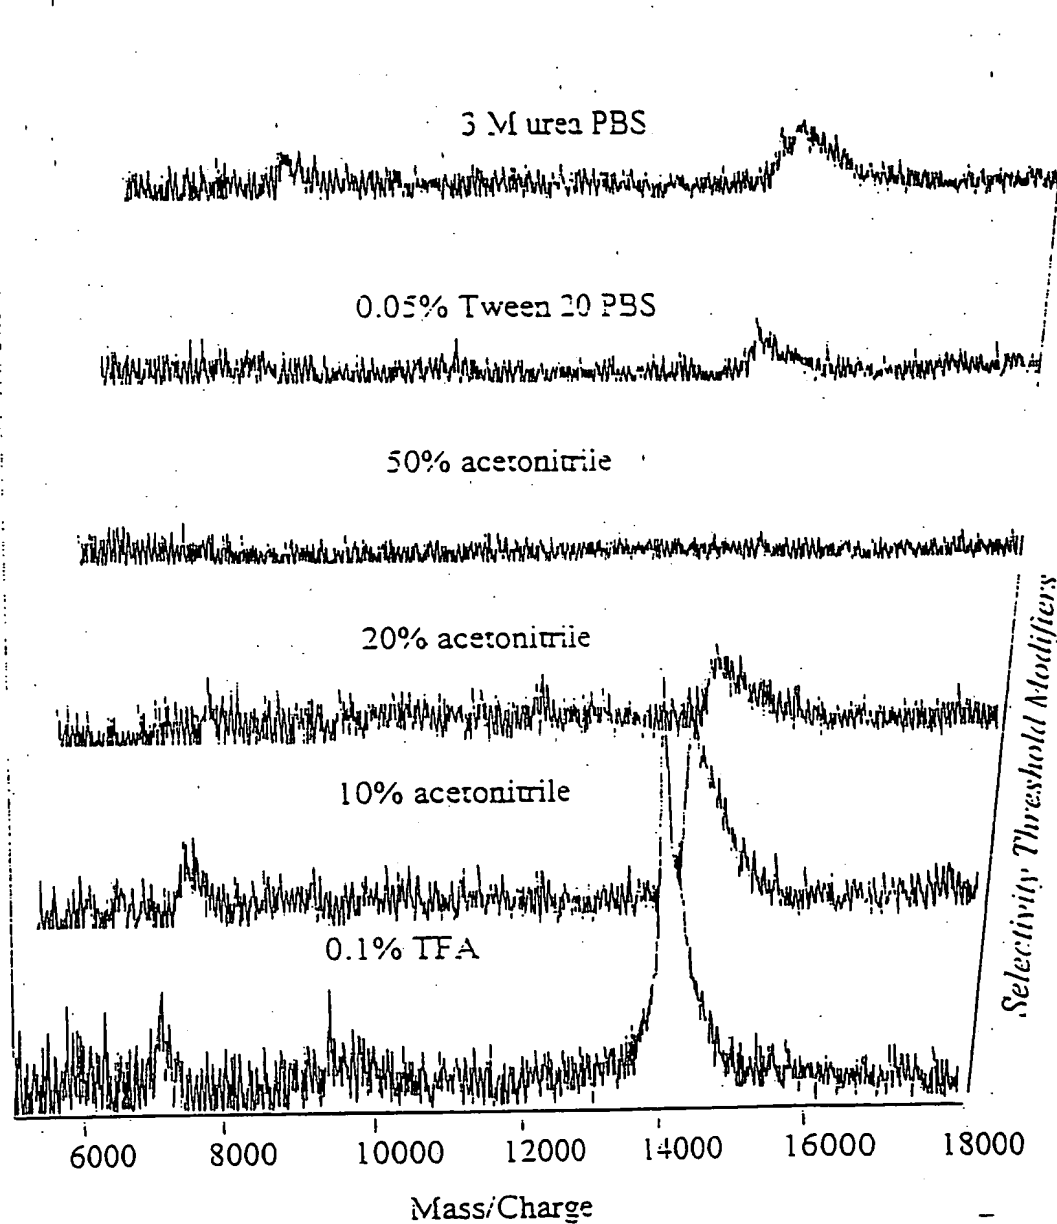 3 M urea PBS
0.05% Tween 20 PBS
50% acetonitrile
20% acetonitrile
10% acetonitrile
0.1% TFA
Selectivity Threshold Modifiers
6000 8000 10000 12000 14000 16000 18000
Mass/Charge